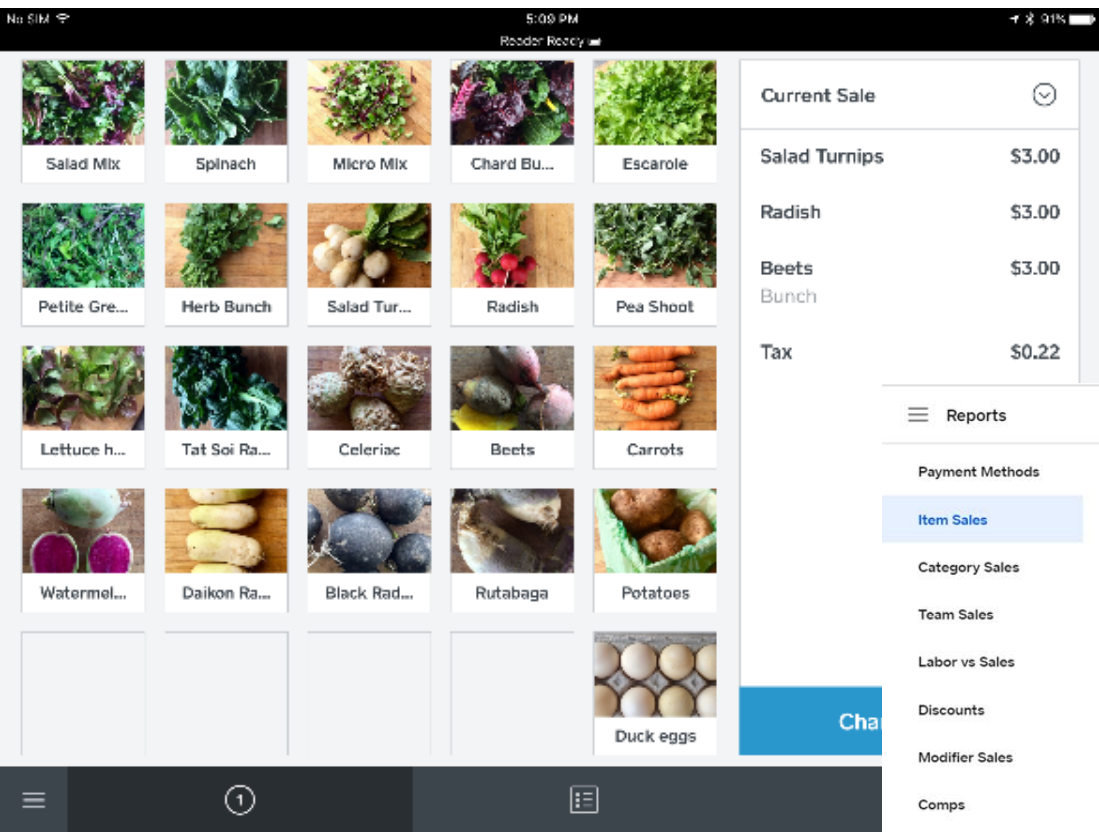 No SIM
5:09 PM
91%
Reader Ready
Salad Mix
Spinach
Micro Mix
Chard Bu...
Escarole
Petite Gre...
Herb Bunch
Salad Tur...
Radish
Pea Shoot
Lettuce h...
Tat Soi Ra...
Celeriac
Beets
Carrots
Watermel...
Daikon Ra...
Black Rad...
Rutabaga
Potatoes
Duck eggs
1
Current Sale
Salad Turnips $3.00
Radish $3.00
Beets $3.00
Bunch
Tax $0.22
Cha
Reports
Payment Methods
Item Sales
Category Sales
Team Sales
Labor vs Sales
Discounts
Modifier Sales
Comps